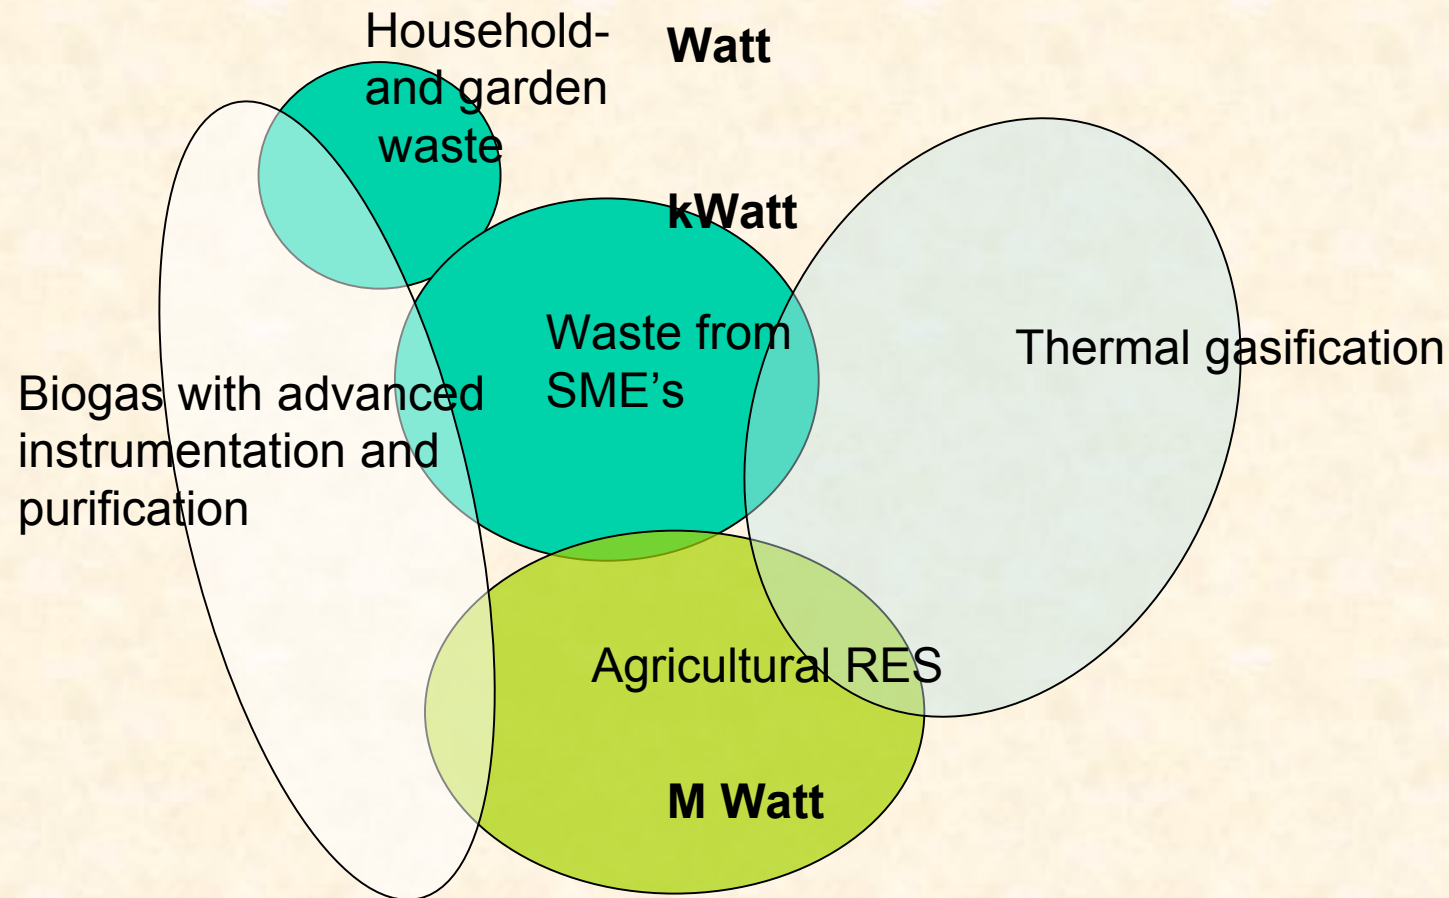 Household-
and garden
waste
Watt
kWatt
Waste from
SME’s
Thermal gasification
Biogas with advanced
instrumentation and
purification
Agricultural RES
M Watt